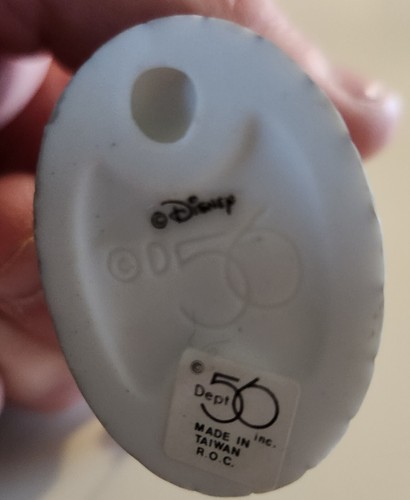 © Disney
© D56
Dept 56 inc.
MADE IN
TAIWAN
R.O.C.